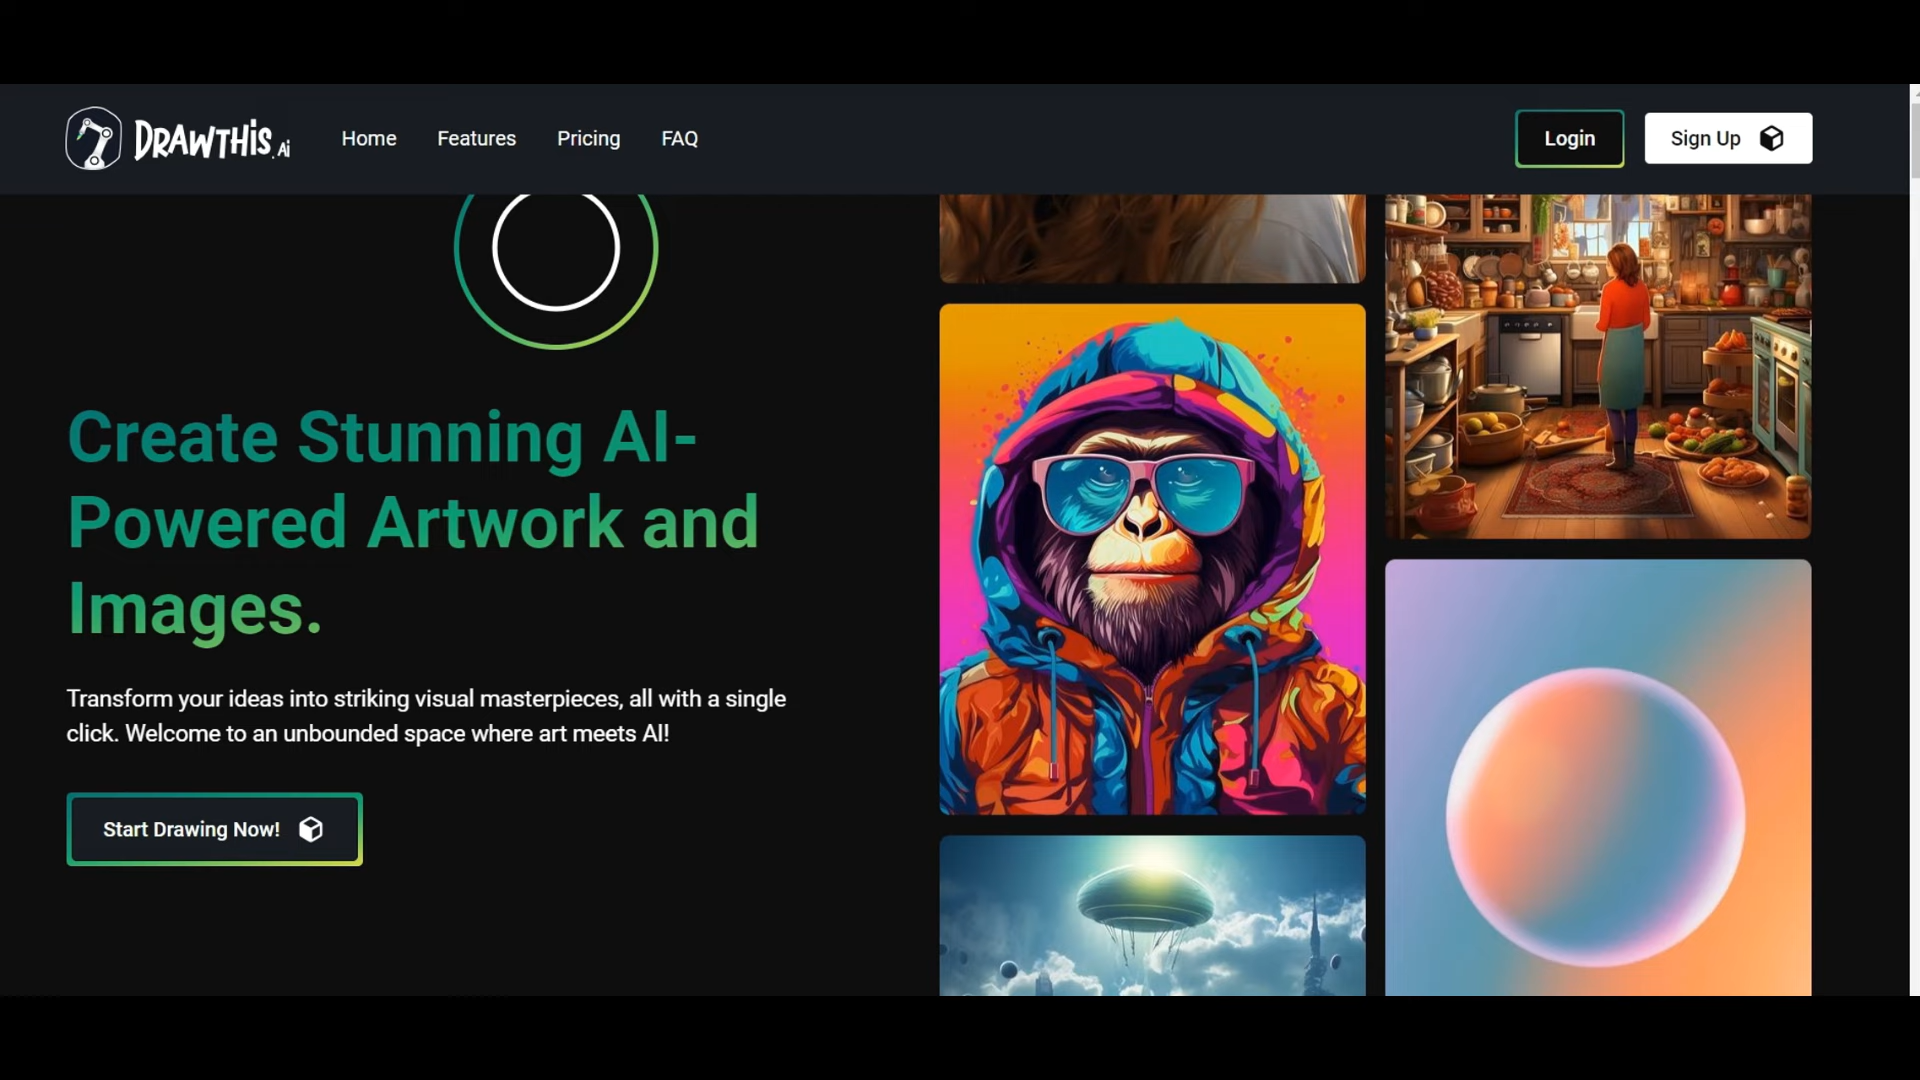 DRAWTHIS.Ai
Home Features Pricing FAQ
Login
Sign Up
Create Stunning AI-
Powered Artwork and
Images.
Transform your ideas into striking visual masterpieces, all with a single
click. Welcome to an unbounded space where art meets AI!
Start Drawing Now!